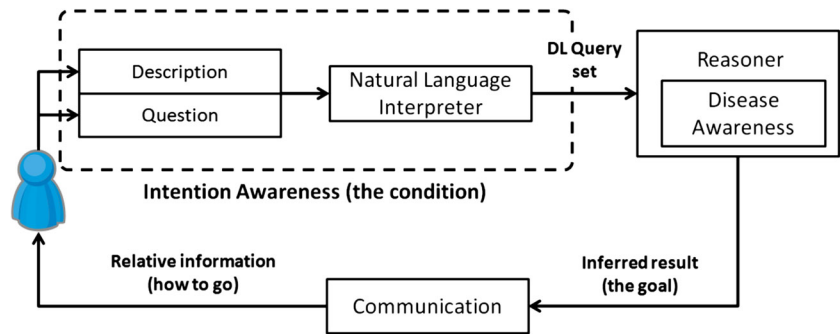 Description
Question
Natural Language
Interpreter
DL Query
set
Reasoner
Disease
Awareness
Intention Awareness (the condition)
Relative information
(how to go)
Communication
Inferred result
(the goal)